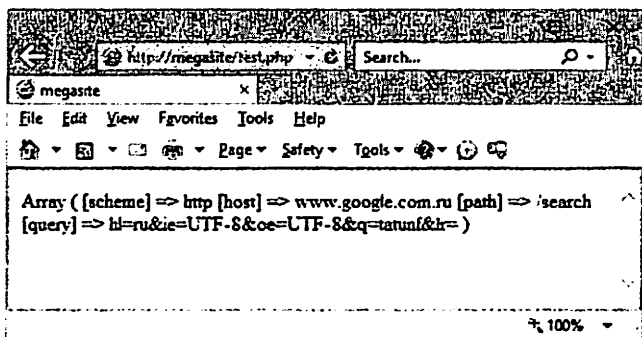 http://megasite/test.php Search...
megasite ×
File Edit View Favorites Tools Help
Page Safety Tools
Array ( [scheme] => http [host] => www.google.com.ru [path] => /search
[query] => hl=ru&ie=UTF-8&oe=UTF-8&q=tatunf&lr= )
100%